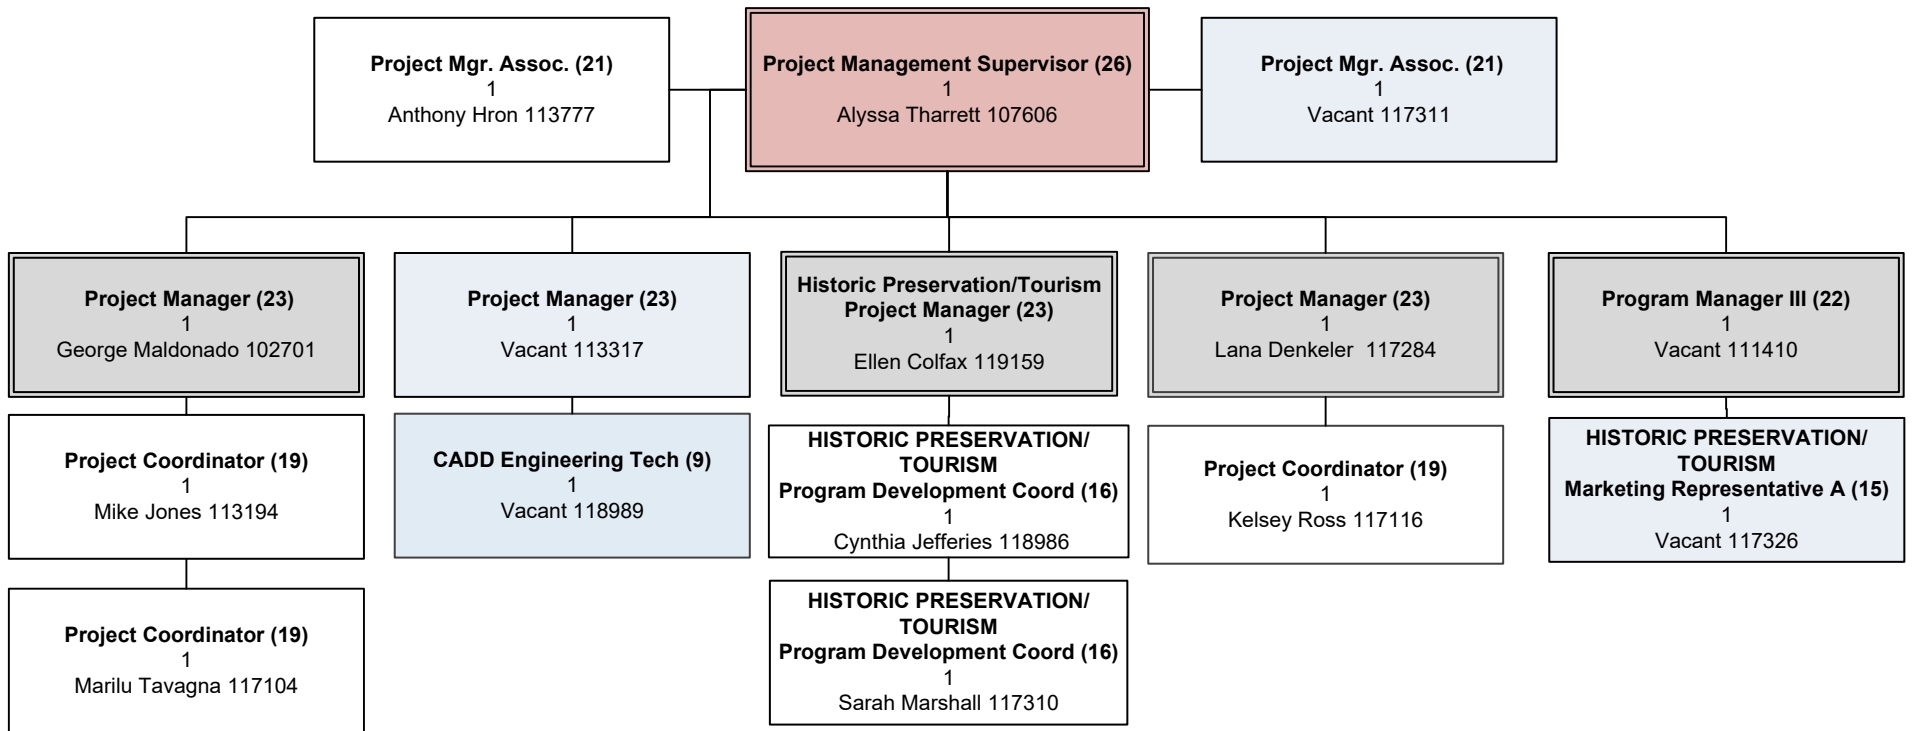 Project Mgr. Assoc. (21)
1
Anthony Hron 113777
Project Management Supervisor (26)
1
Alyssa Tharrett 107606
Project Mgr. Assoc. (21)
1
Vacant 117311
Project Manager (23)
1
George Maldonado 102701
Project Manager (23)
1
Vacant 113317
Historic Preservation/Tourism
Project Manager (23)
1
Ellen Colfax 119159
Project Manager (23)
1
Lana Denkeler 117284
Program Manager III (22)
1
Vacant 111410
Project Coordinator (19)
1
Mike Jones 113194
CADD Engineering Tech (9)
1
Vacant 118989
HISTORIC PRESERVATION/
TOURISM
Program Development Coord (16)
1
Cynthia Jefferies 118986
Project Coordinator (19)
1
Kelsey Ross 117116
HISTORIC PRESERVATION/
TOURISM
Marketing Representative A (15)
1
Vacant 117326
Project Coordinator (19)
1
Marilu Tavagna 117104
HISTORIC PRESERVATION/
TOURISM
Program Development Coord (16)
1
Sarah Marshall 117310